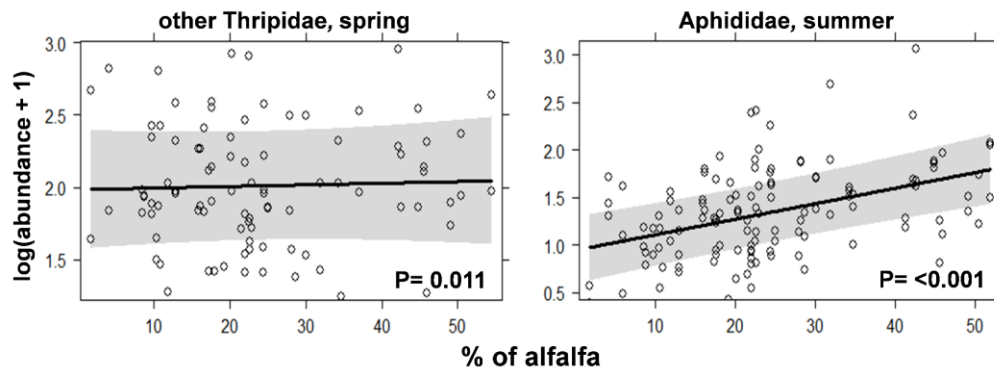 other Thripidae, spring
Aphididae, summer
log(abundance + 1)
3.0
2.5
2.0
1.5
P= 0.011
10 20 30 40 50
3.0
2.5
2.0
1.5
1.0
0.5
P= <0.001
10 20 30 40 50
% of alfalfa